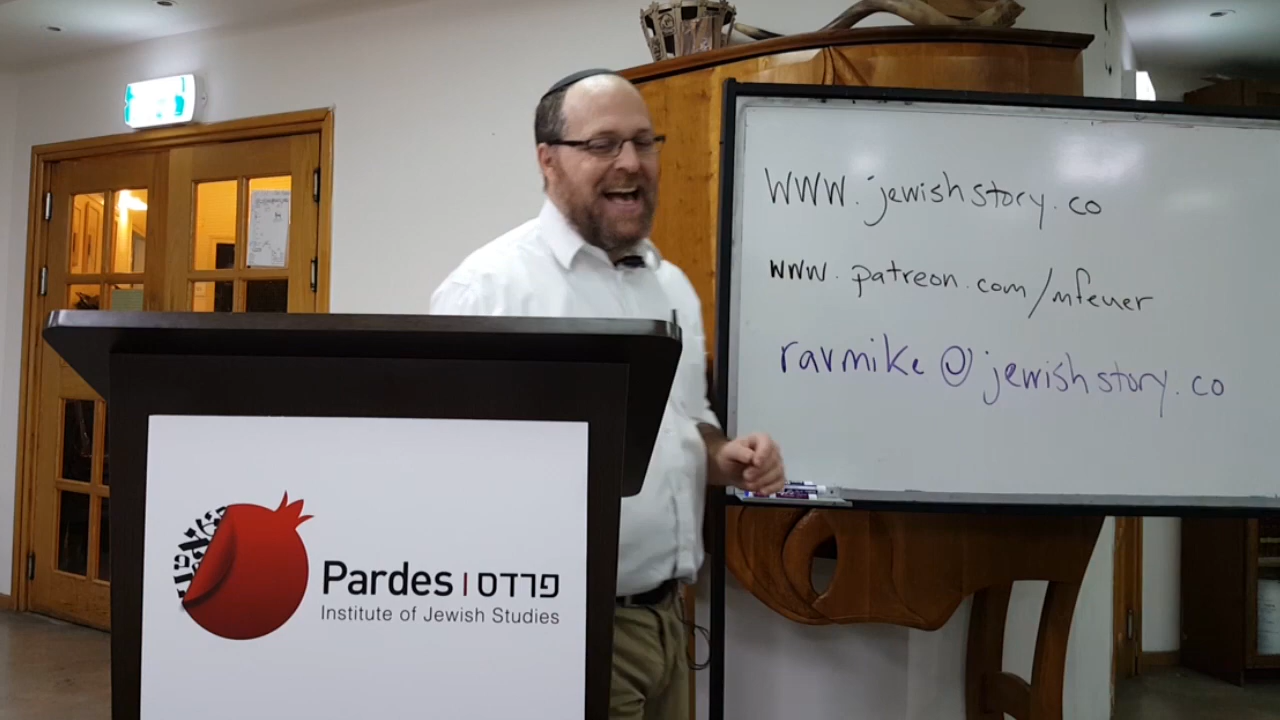 www.jewishstory.co
www.patreon.com/mfeuer
ravmike@jewishstory.co
Pardes | פרדס
Institute of Jewish Studies